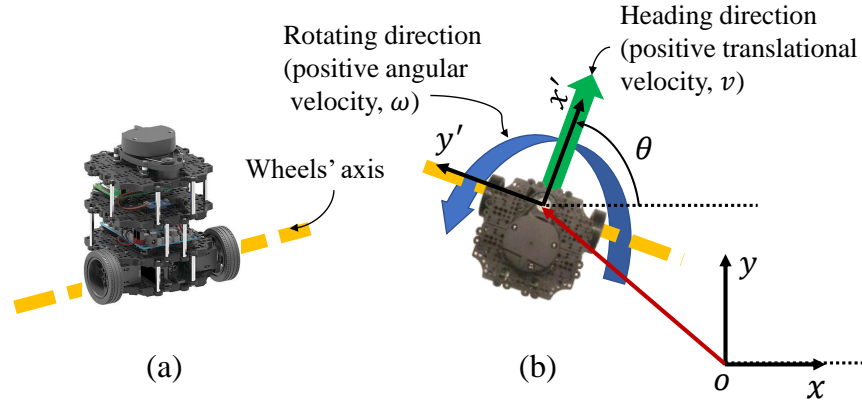 Rotating direction
(positive angular
velocity, ω)
Heading direction
(positive translational
velocity, v)
x′
y′
θ
Wheels’ axis
y
o
x
(a)
(b)